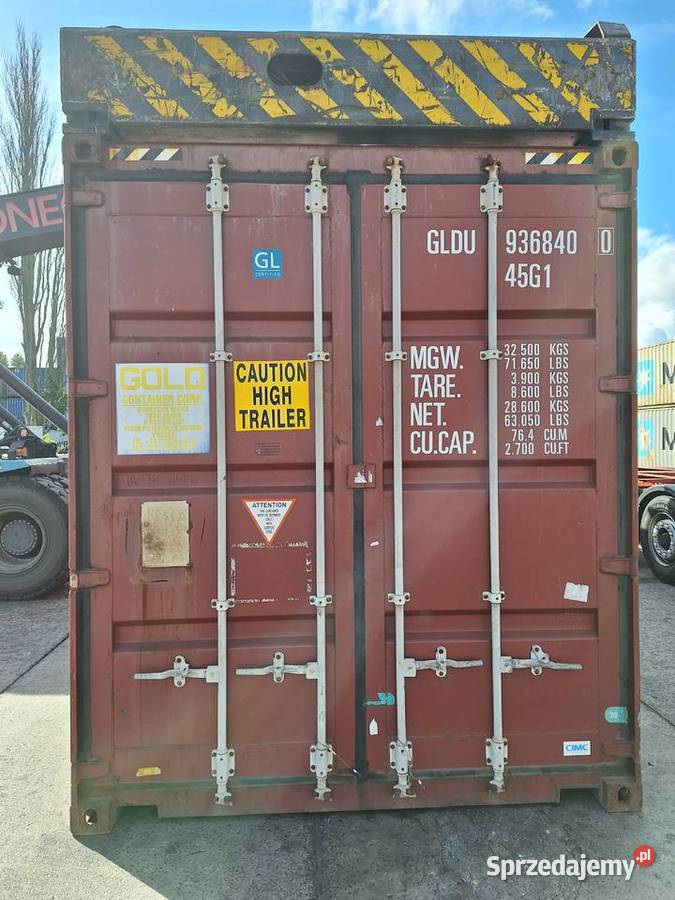 ONE
GLDU 936840 0
45G1
GL
CERTIFIED
MGW. 32.500 KGS
71.650 LBS
TARE. 3.900 KGS
8.600 LBS
NET. 28.600 KGS
63.050 LBS
CU.CAP. 76.4 CU.M
2.700 CU.FT
GOLD
CONTAINER CORP.
CAUTION
HIGH
TRAILER
ATTENTION
CIMC
Sprzedajemy.pl